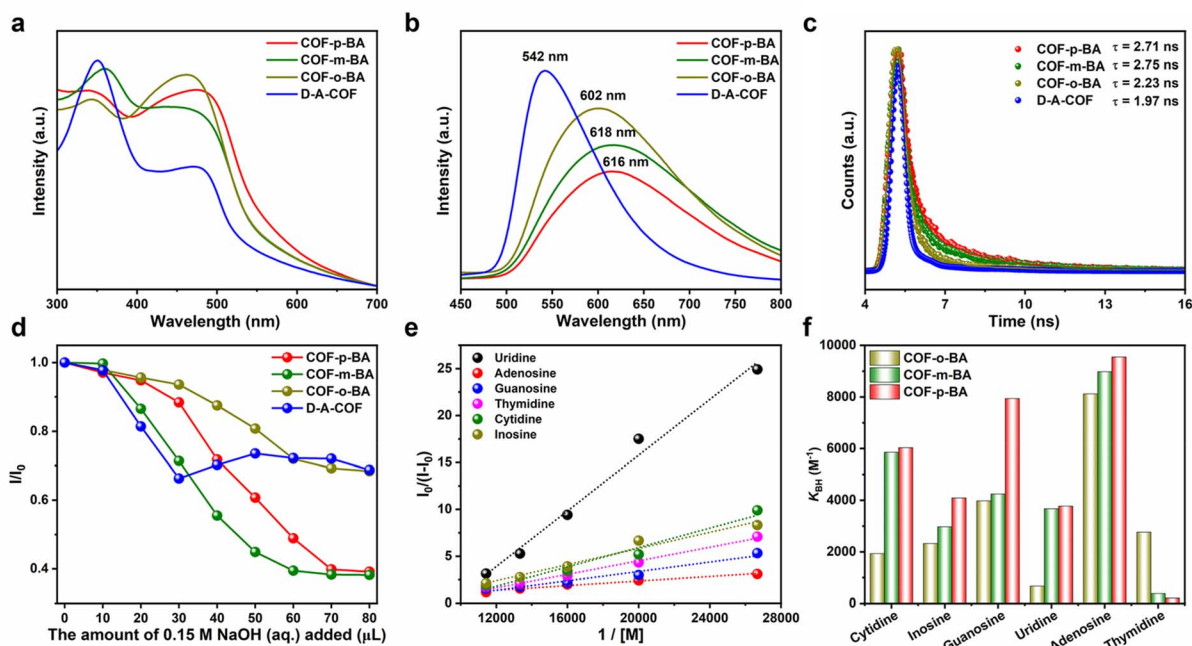 a
COF-p-BA
COF-m-BA
COF-o-BA
D-A-COF
Intensity (a.u.)
300 400 500 600 700
Wavelength (nm)
b
542 nm
602 nm
618 nm
616 nm
COF-p-BA
COF-m-BA
COF-o-BA
D-A-COF
Intensity (a.u.)
450 500 550 600 650 700 750 800
Wavelength (nm)
c
COF-p-BA τ = 2.71 ns
COF-m-BA τ = 2.75 ns
COF-o-BA τ = 2.23 ns
D-A-COF τ = 1.97 ns
Counts (a.u.)
4 7 10 13 16
Time (ns)
d
COF-p-BA
COF-m-BA
COF-o-BA
D-A-COF
I/I0
1.0
0.8
0.6
0.4
0 10 20 30 40 50 60 70 80
The amount of 0.15 M NaOH (aq.) added (μL)
e
Uridine
Adenosine
Guanosine
Thymidine
Cytidine
Inosine
I0/(I-I0)
25
20
15
10
5
0
12000 16000 20000 24000 28000
1 / [M]
f
COF-o-BA
COF-m-BA
COF-p-BA
KBH (M-1)
10000
8000
6000
4000
2000
0
Cytidine
Inosine
Guanosine
Uridine
Adenosine
Thymidine